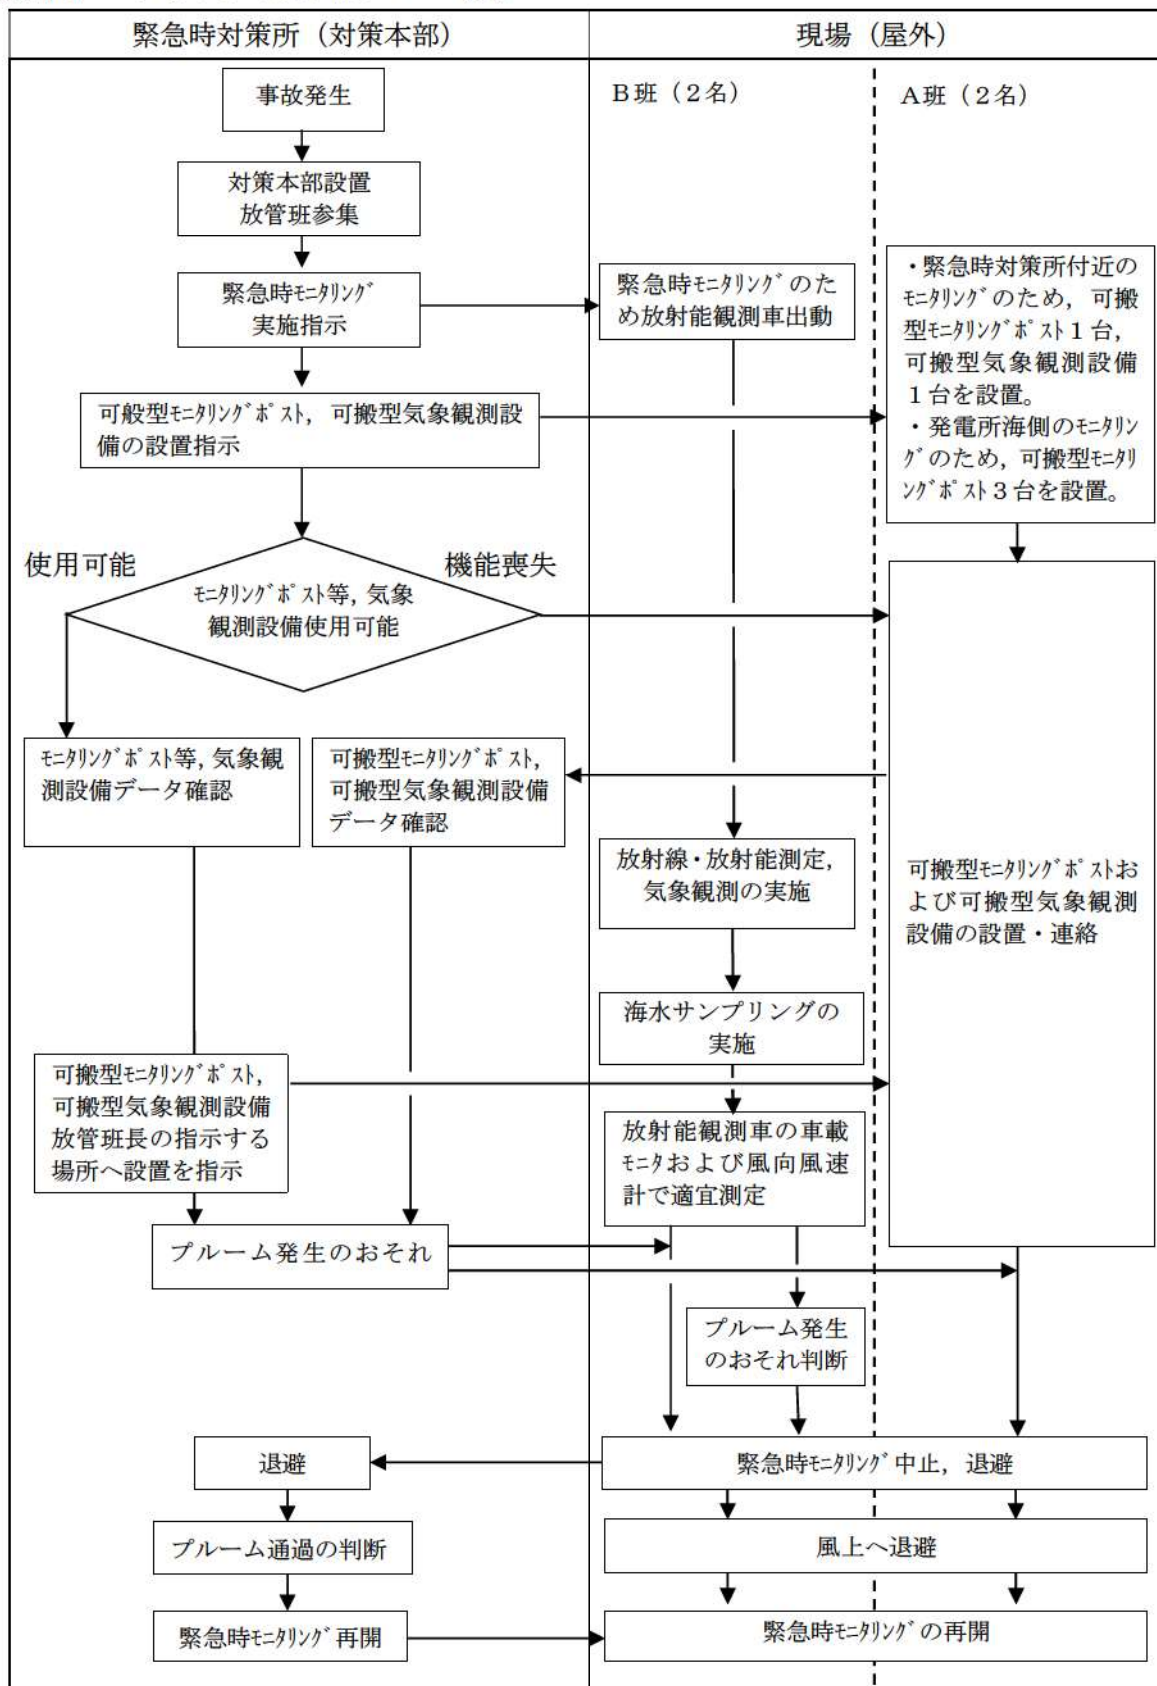 緊急時対策所（対策本部）
現場（屋外）
事故発生
Ｂ班（２名）
Ａ班（２名）
対策本部設置
放管班参集
緊急時ﾓﾆﾀﾘﾝｸﾞ
実施指示
緊急時ﾓﾆﾀﾘﾝｸﾞのた
め放射能観測車出動
・緊急時対策所付近の
ﾓﾆﾀﾘﾝｸﾞのため，可搬
型ﾓﾆﾀﾘﾝｸﾞﾎﾟｽﾄ１台，
可搬型気象観測設備
１台を設置。
・発電所海側のﾓﾆﾀﾘﾝ
ｸﾞのため，可搬型ﾓﾆﾀﾘ
ﾝｸﾞﾎﾟｽﾄ３台を設置。
可般型ﾓﾆﾀﾘﾝｸﾞﾎﾟｽﾄ，可搬型気象観測設
備の設置指示
使用可能
機能喪失
ﾓﾆﾀﾘﾝｸﾞﾎﾟｽﾄ等，気象
観測設備使用可能
ﾓﾆﾀﾘﾝｸﾞﾎﾟｽﾄ等，気象観
測設備データ確認
可搬型ﾓﾆﾀﾘﾝｸﾞﾎﾟｽﾄ，
可搬型気象観測設備
データ確認
放射線・放射能測定，
気象観測の実施
可搬型ﾓﾆﾀﾘﾝｸﾞﾎﾟｽﾄお
よび可搬型気象観測
設備の設置・連絡
海水サンプリングの
実施
可搬型ﾓﾆﾀﾘﾝｸﾞﾎﾟｽﾄ，
可搬型気象観測設備
放管班長の指示する
場所へ設置を指示
放射能観測車の車載
ﾓﾆﾀおよび風向風速
計で適宜測定
プルーム発生のおそれ
プルーム発生
のおそれ判断
退避
緊急時ﾓﾆﾀﾘﾝｸﾞ中止，退避
プルーム通過の判断
風上へ退避
緊急時ﾓﾆﾀﾘﾝｸﾞ再開
緊急時ﾓﾆﾀﾘﾝｸﾞの再開